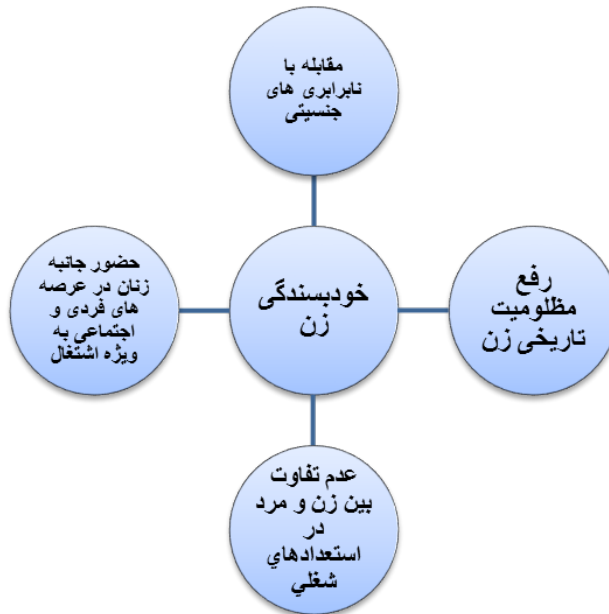 مقابله با
نابرابری های
جنسیتی
رفع
مظلومیت
تاریخی زن
خودبسندگی
زن
حضور جانبه
زنان در عرصه
های فردی و
اجتماعی به
ویژه اشتغال
عدم تفاوت
بین زن و مرد
در
استعدادهاي
شغلي